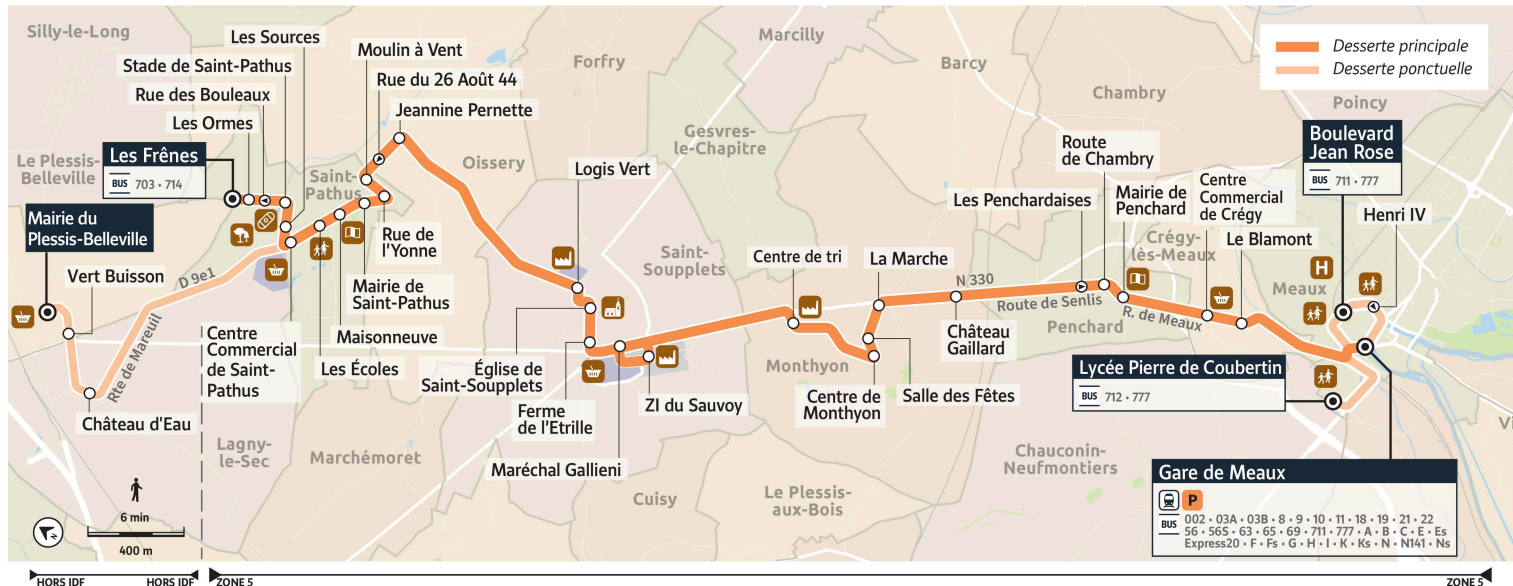 Silly-le-Long
Les Sources
Moulin à Vent
Marcilly
Desserte principale
Desserte ponctuelle
Stade de Saint-Pathus
Rue du 26 Août 44
Forfry
Barcy
Rue des Bouleaux
Jeannine Pernette
Chambry
Poincy
Les Ormes
Gesvres-
le-Chapitre
Le Plessis-
Belleville
Les Frênes
BUS 703 • 714
Saint-
Pathus
Oissery
Logis Vert
Route
de Chambry
Boulevard
Jean Rose
BUS 711 • 777
Mairie du
Plessis-Belleville
Les Penchardaises
Mairie de
Penchard
Centre
Commercial
de Crégy
Henri IV
Vert Buisson
D 9e1
Rue de
l'Yonne
Saint-
Soupplets
Centre de tri
La Marche
N 330
Route de Senlis
Crégy-
lès-Meaux
Le Blamont
H
Meaux
Mairie de
Saint-Pathus
R. de Meaux
Penchard
Rte de Mareuil
Centre
Commercial
de Saint-
Pathus
Maisonneuve
Les Écoles
Église de
Saint-Soupplets
Château
Gaillard
Monthyon
Lycée Pierre de Coubertin
BUS 712 • 777
Château d'Eau
Ferme
de l'Etrille
ZI du Sauvoy
Centre de
Monthyon
Salle des Fêtes
Lagny-
le-Sec
Marchémoret
Maréchal Gallieni
Cuisy
Le Plessis-
aux-Bois
Chauconin-
Neufmontiers
Vi
Gare de Meaux
P
BUS
002 • 03A • 03B • 8 • 9 • 10 • 11 • 18 • 19 • 21 • 22
56 • 56S • 63 • 65 • 69 • 711 • 777 • A • B • C • E • Es
Express20 • F • Fs • G • H • I • K • Ks • N • N141 • Ns
6 min
400 m
HORS IDF
HORS IDF
ZONE 5
ZONE 5